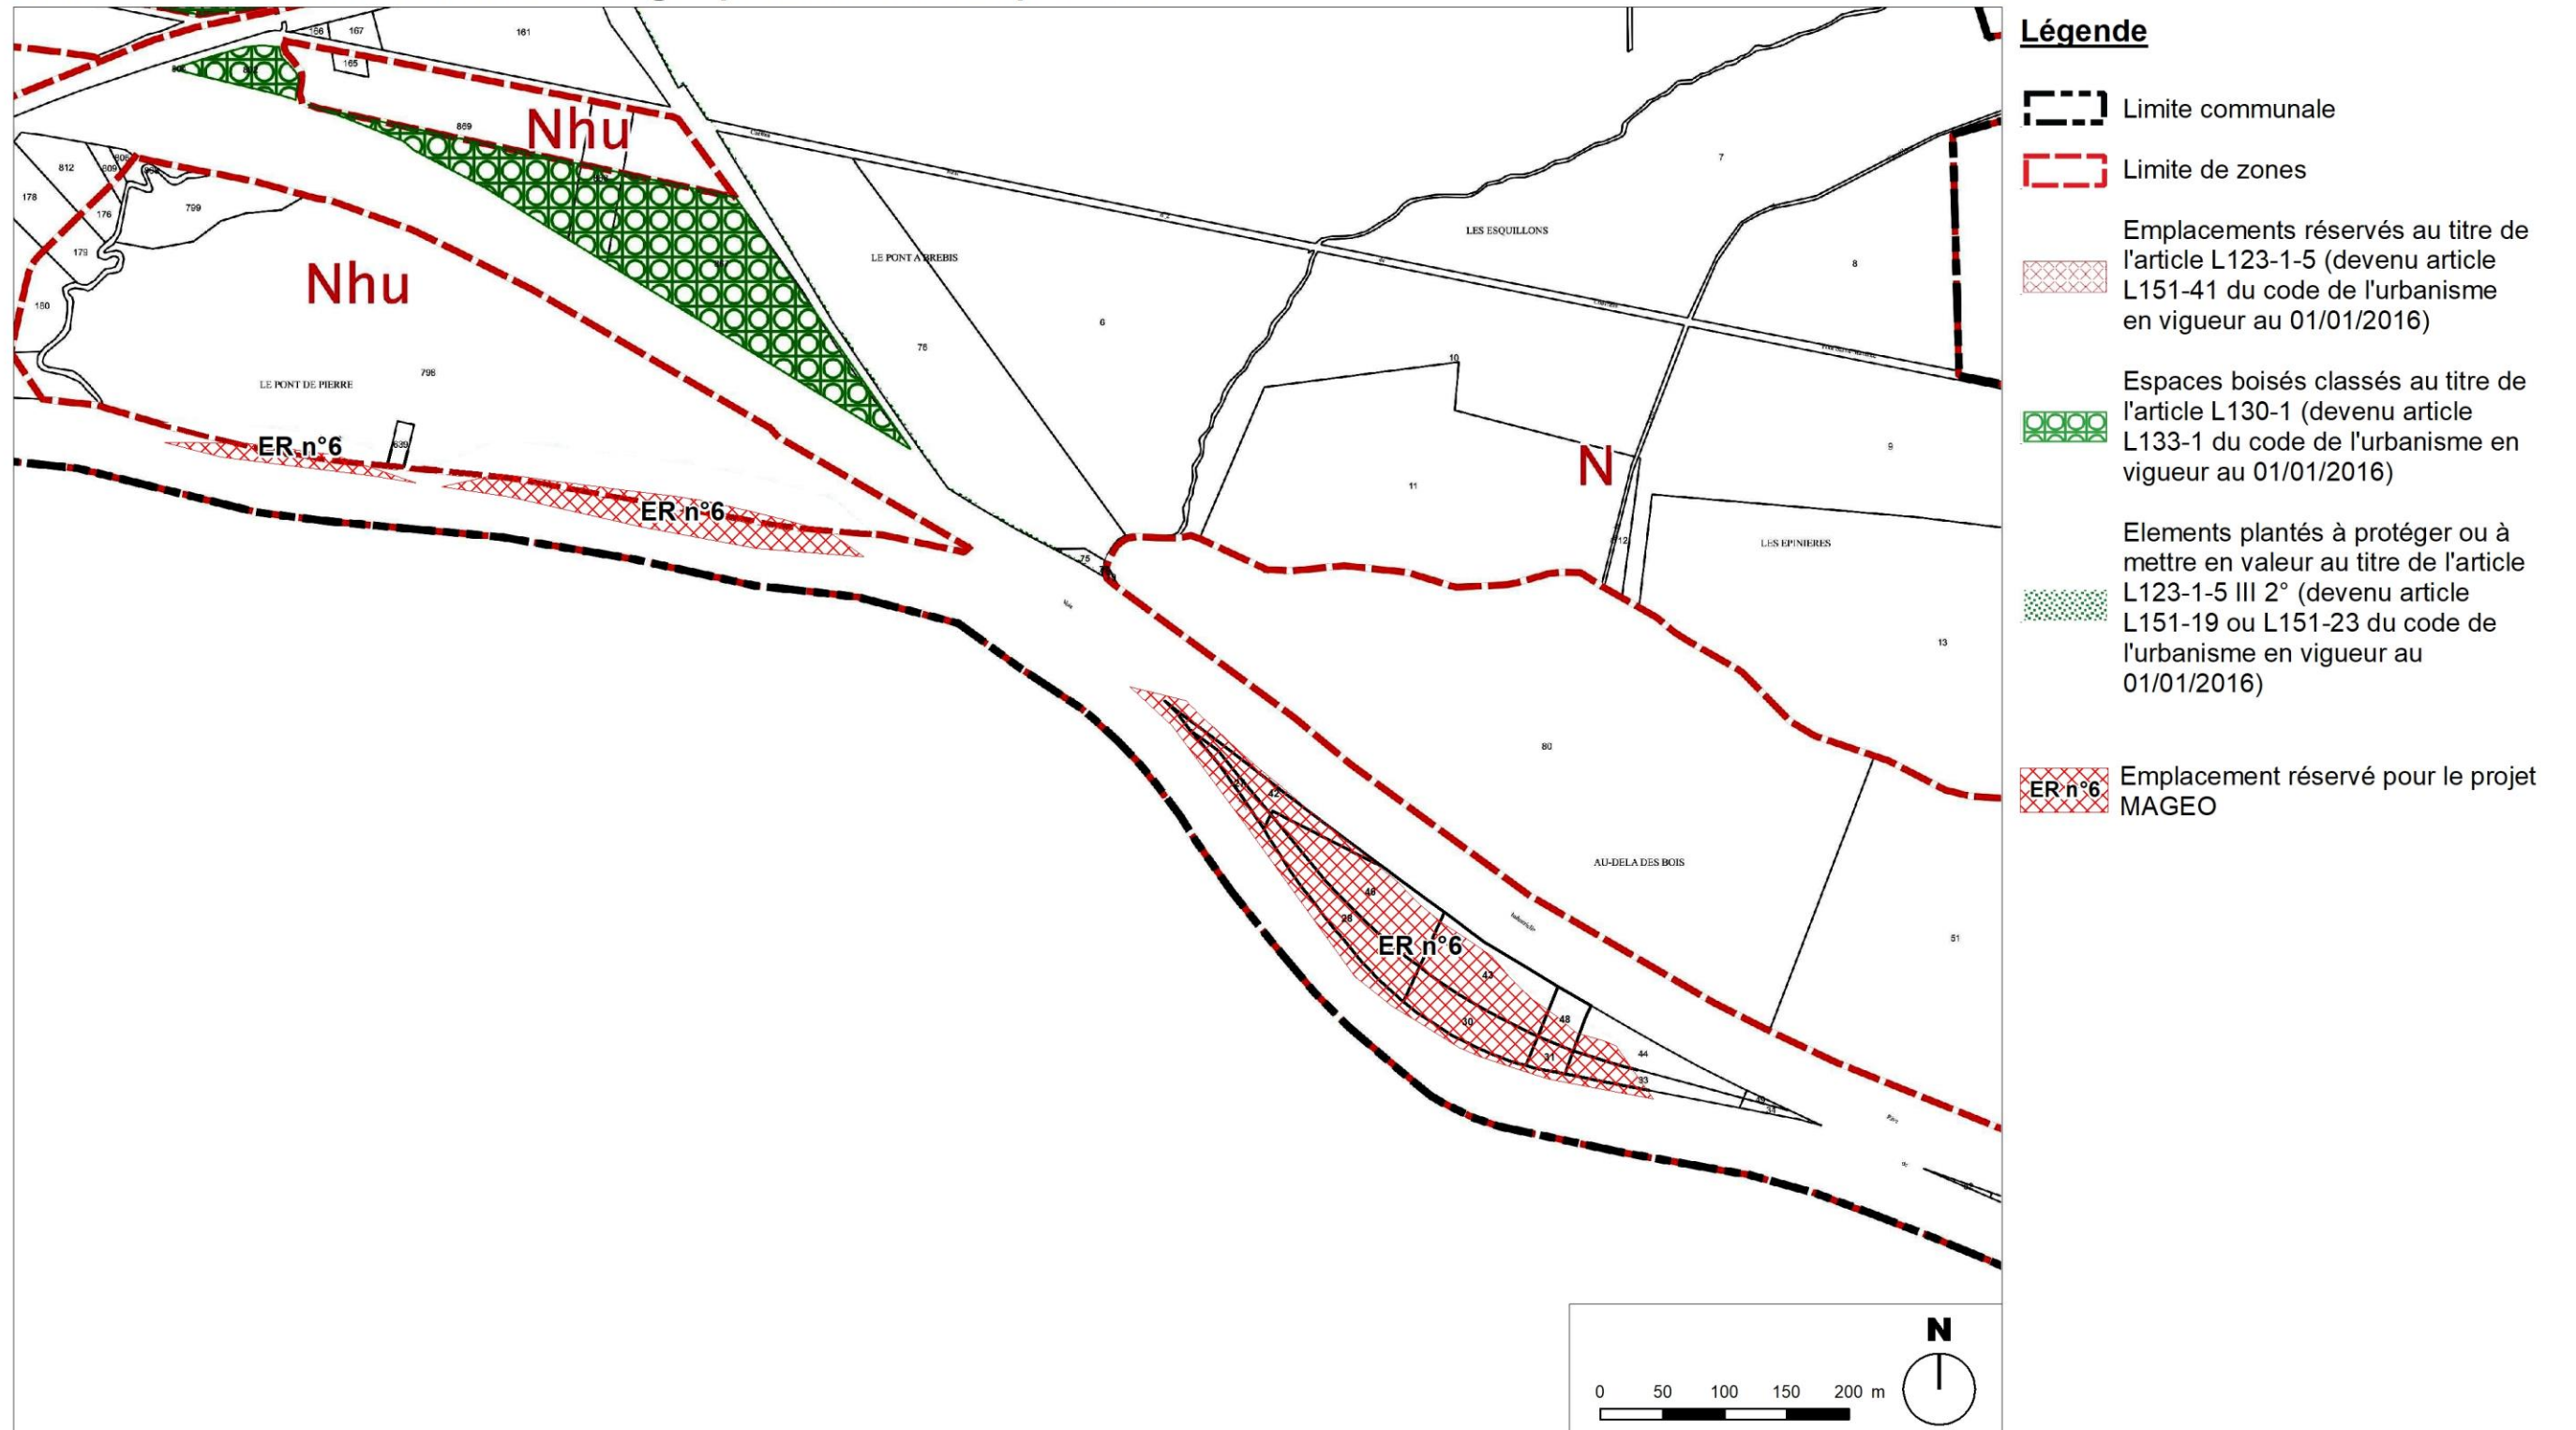 166
167
161
165
802
Nhu
869
812
809
178
176
799
179
Nhu
180
LE PONT DE PIERRE
798
639
ER n°6
ER n°6
LE PONT A BREBIS
76
6
LES ESQUILLONS
7
8
10
9
11
N
12
LES EPINIERES
13
75
80
AU-DELA DES BOIS
51
42
46
28
ER n°6
43
30
48
31
44
33
0 50 100 150 200 m
N
Légende
Limite communale
Limite de zones
Emplacements réservés au titre de
l'article L123-1-5 (devenu article
L151-41 du code de l'urbanisme
en vigueur au 01/01/2016)
Espaces boisés classés au titre de
l'article L130-1 (devenu article
L133-1 du code de l'urbanisme en
vigueur au 01/01/2016)
Elements plantés à protéger ou à
mettre en valeur au titre de l'article
L123-1-5 III 2° (devenu article
L151-19 ou L151-23 du code de
l'urbanisme en vigueur au
01/01/2016)
ER n°6
Emplacement réservé pour le projet
MAGEO